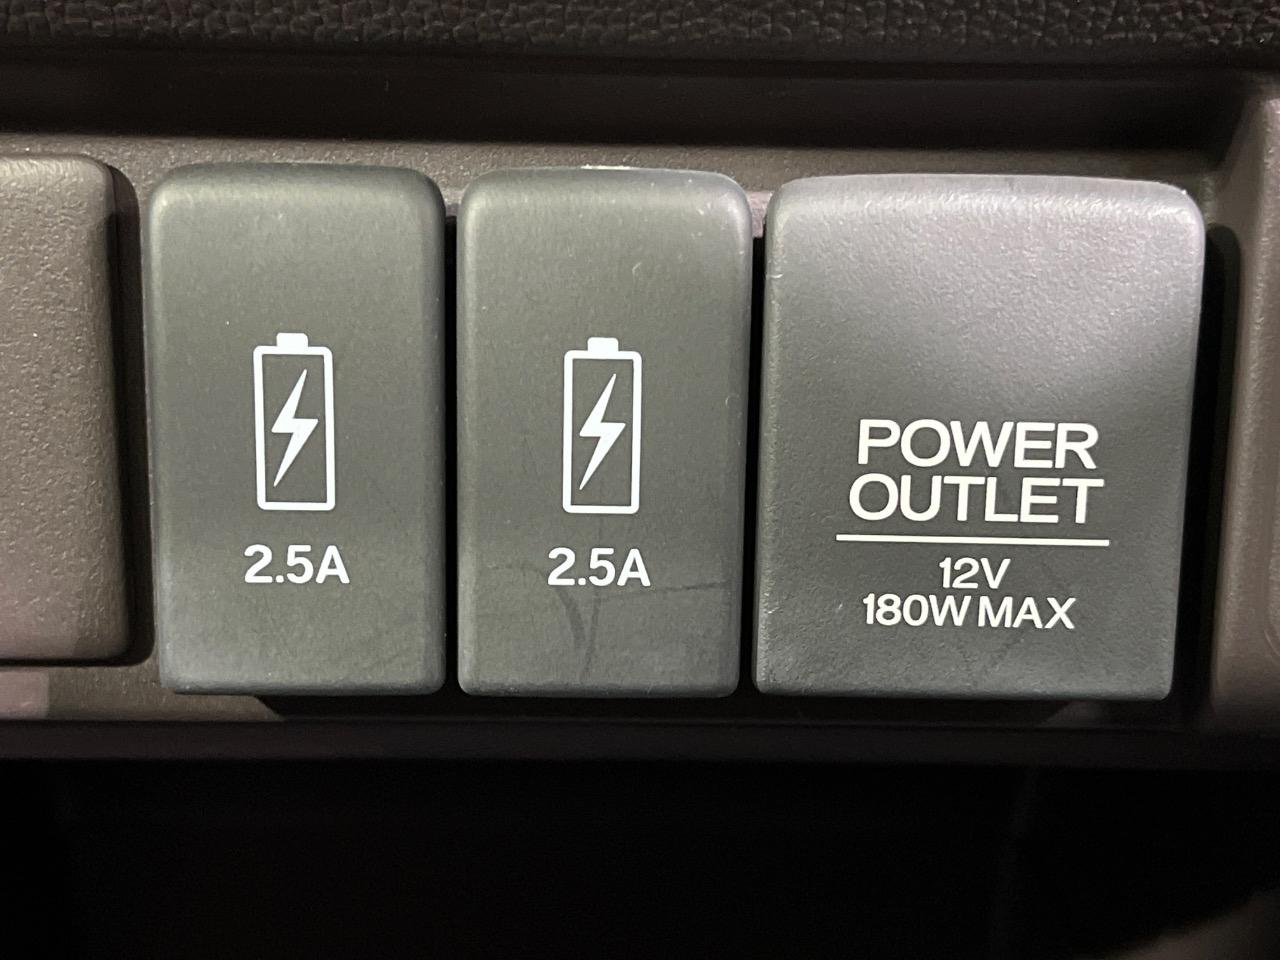 2.5A
2.5A
POWER
OUTLET
12V
180W MAX